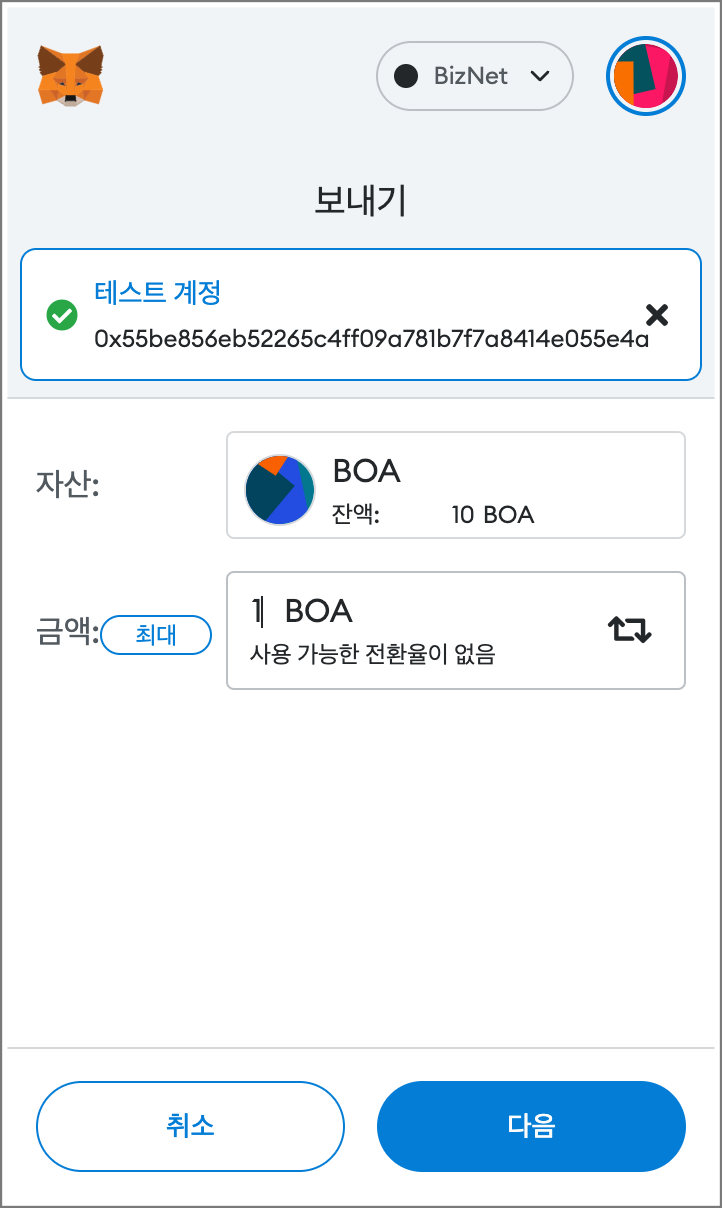 BizNet
보내기
테스트 계정
0x55be856eb52265c4ff09a781b7f7a8414e055e4a
자산:
BOA
잔액: 10 BOA
금액:
최대
1 BOA
사용 가능한 전환율이 없음
취소
다음